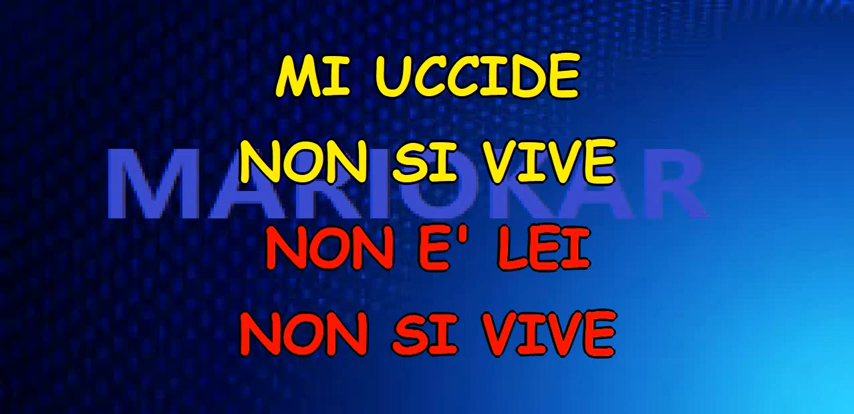 MI UCCIDE
NON SI VIVE
MARIOKAR
NON E' LEI
NON SI VIVE